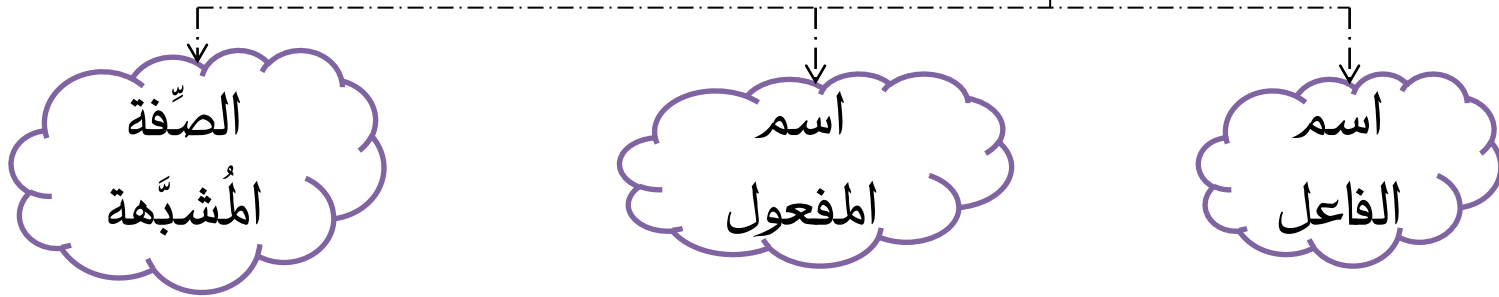 اسم
الفاعل
اسم
المفعول
الصِّفة
المُشبَّهة